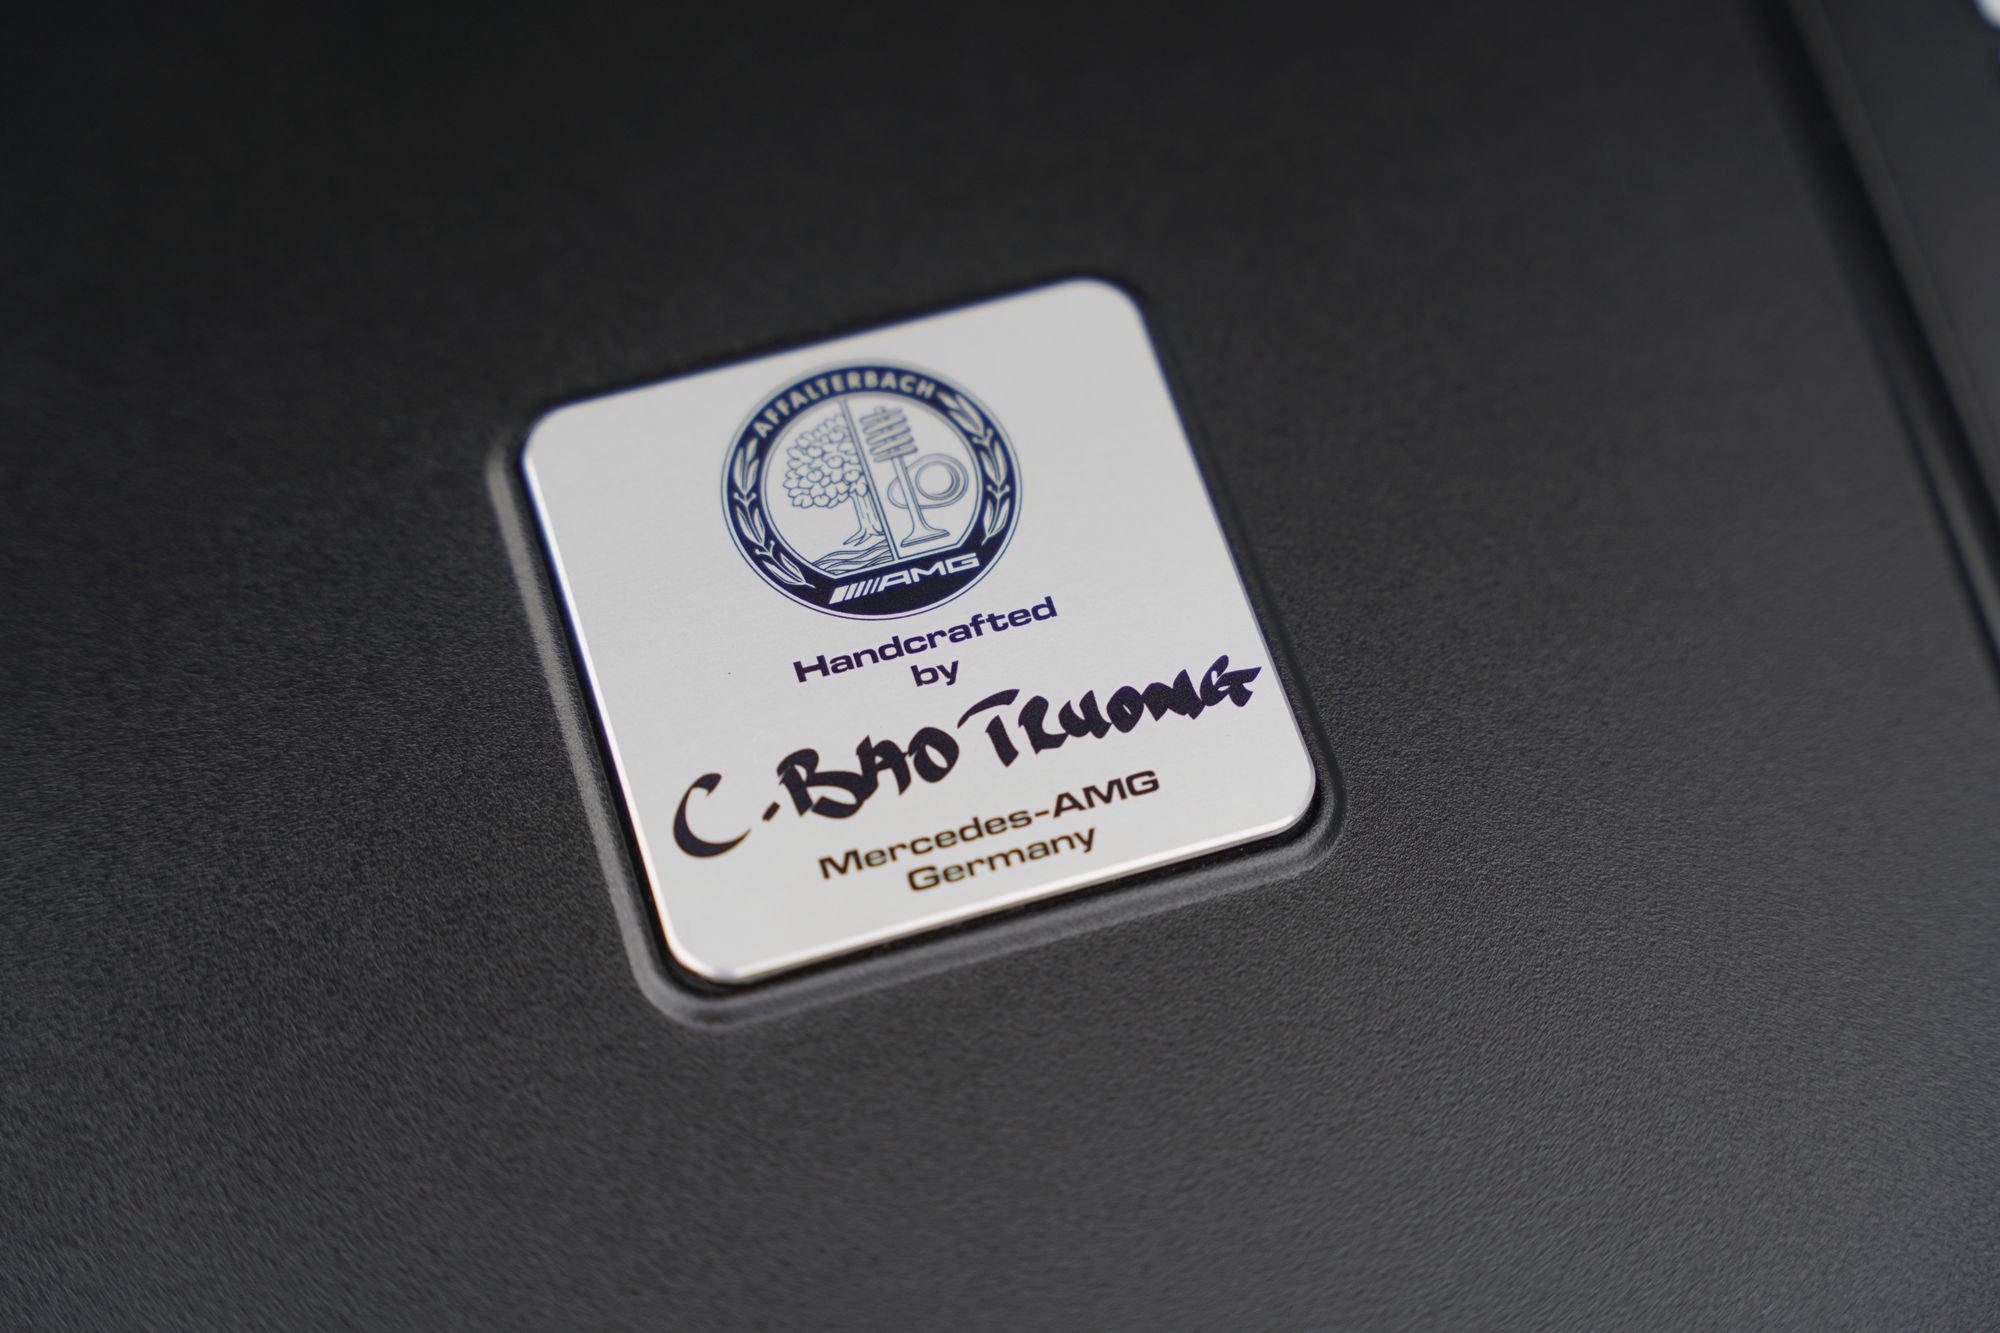 AFFALTERBACH
AMG
Handcrafted
by
C. BAO TRUONG
Mercedes-AMG
Germany